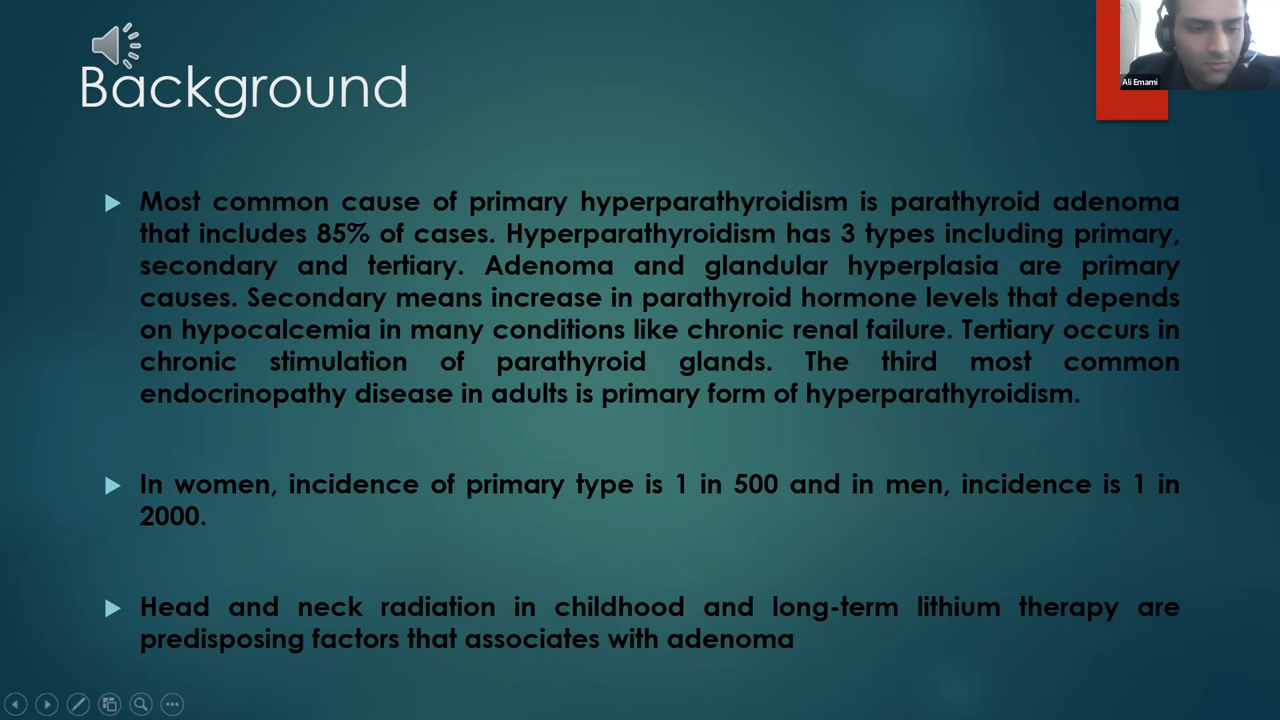 Background
Ali Emami
Most common cause of primary hyperparathyroidism is parathyroid adenoma
that includes 85% of cases. Hyperparathyroidism has 3 types including primary,
secondary and tertiary. Adenoma and glandular hyperplasia are primary
causes. Secondary means increase in parathyroid hormone levels that depends
on hypocalcemia in many conditions like chronic renal failure. Tertiary occurs in
chronic stimulation of parathyroid glands. The third most common
endocrinopathy disease in adults is primary form of hyperparathyroidism.
In women, incidence of primary type is 1 in 500 and in men, incidence is 1 in
2000.
Head and neck radiation in childhood and long-term lithium therapy are
predisposing factors that associates with adenoma